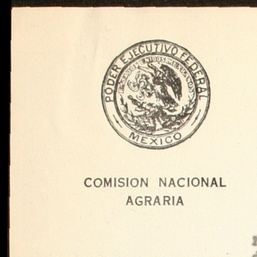 PODER EJECUTIVO FEDERAL
MEXICO
COMISION NACIONAL
AGRARIA